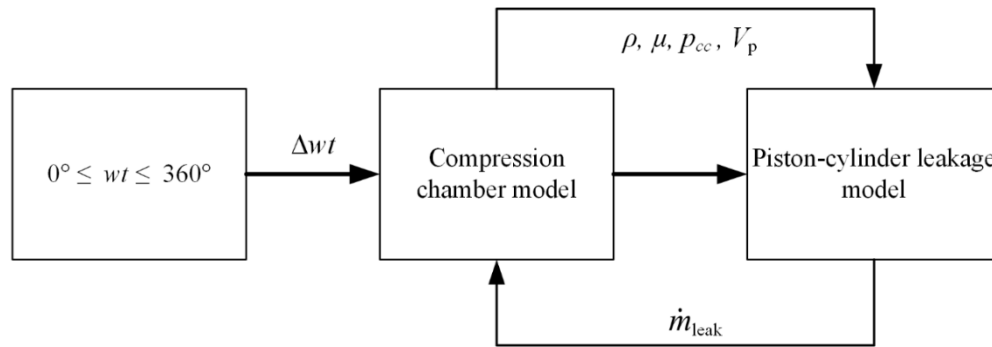 ρ, μ, p_cc, V_p
0° ≤ wt ≤ 360°
Δwt
Compression
chamber model
Piston-cylinder leakage
model
ṁ_leak